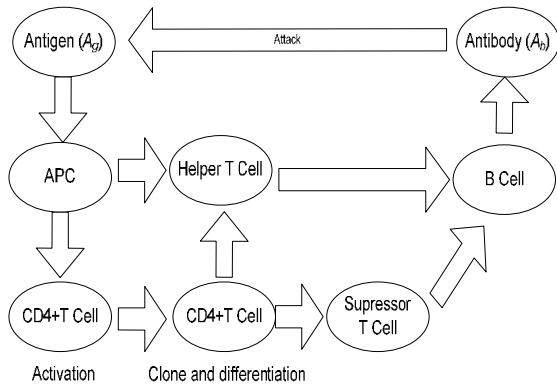 Antigen (Ag)
Attack
Antibody (Ab)
APC
Helper T Cell
B Cell
CD4+T Cell
CD4+T Cell
Supressor
T Cell
Activation
Clone and differentiation